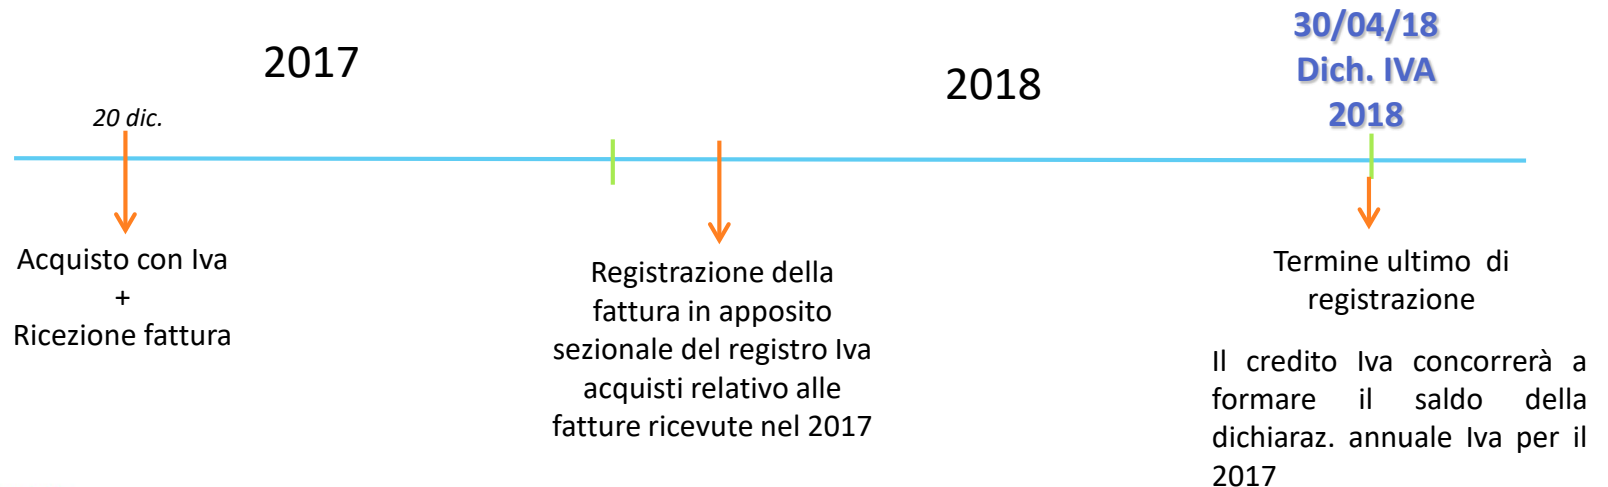 2017
2018
30/04/18
Dich. IVA
2018
20 dic.
Acquisto con Iva
+
Ricezione fattura
Registrazione della
fattura in apposito
sezionale del registro Iva
acquisti relativo alle
fatture ricevute nel 2017
Termine ultimo di
registrazione
Il credito Iva concorrerà a
formare il saldo della
dichiaraz. annuale Iva per il
2017